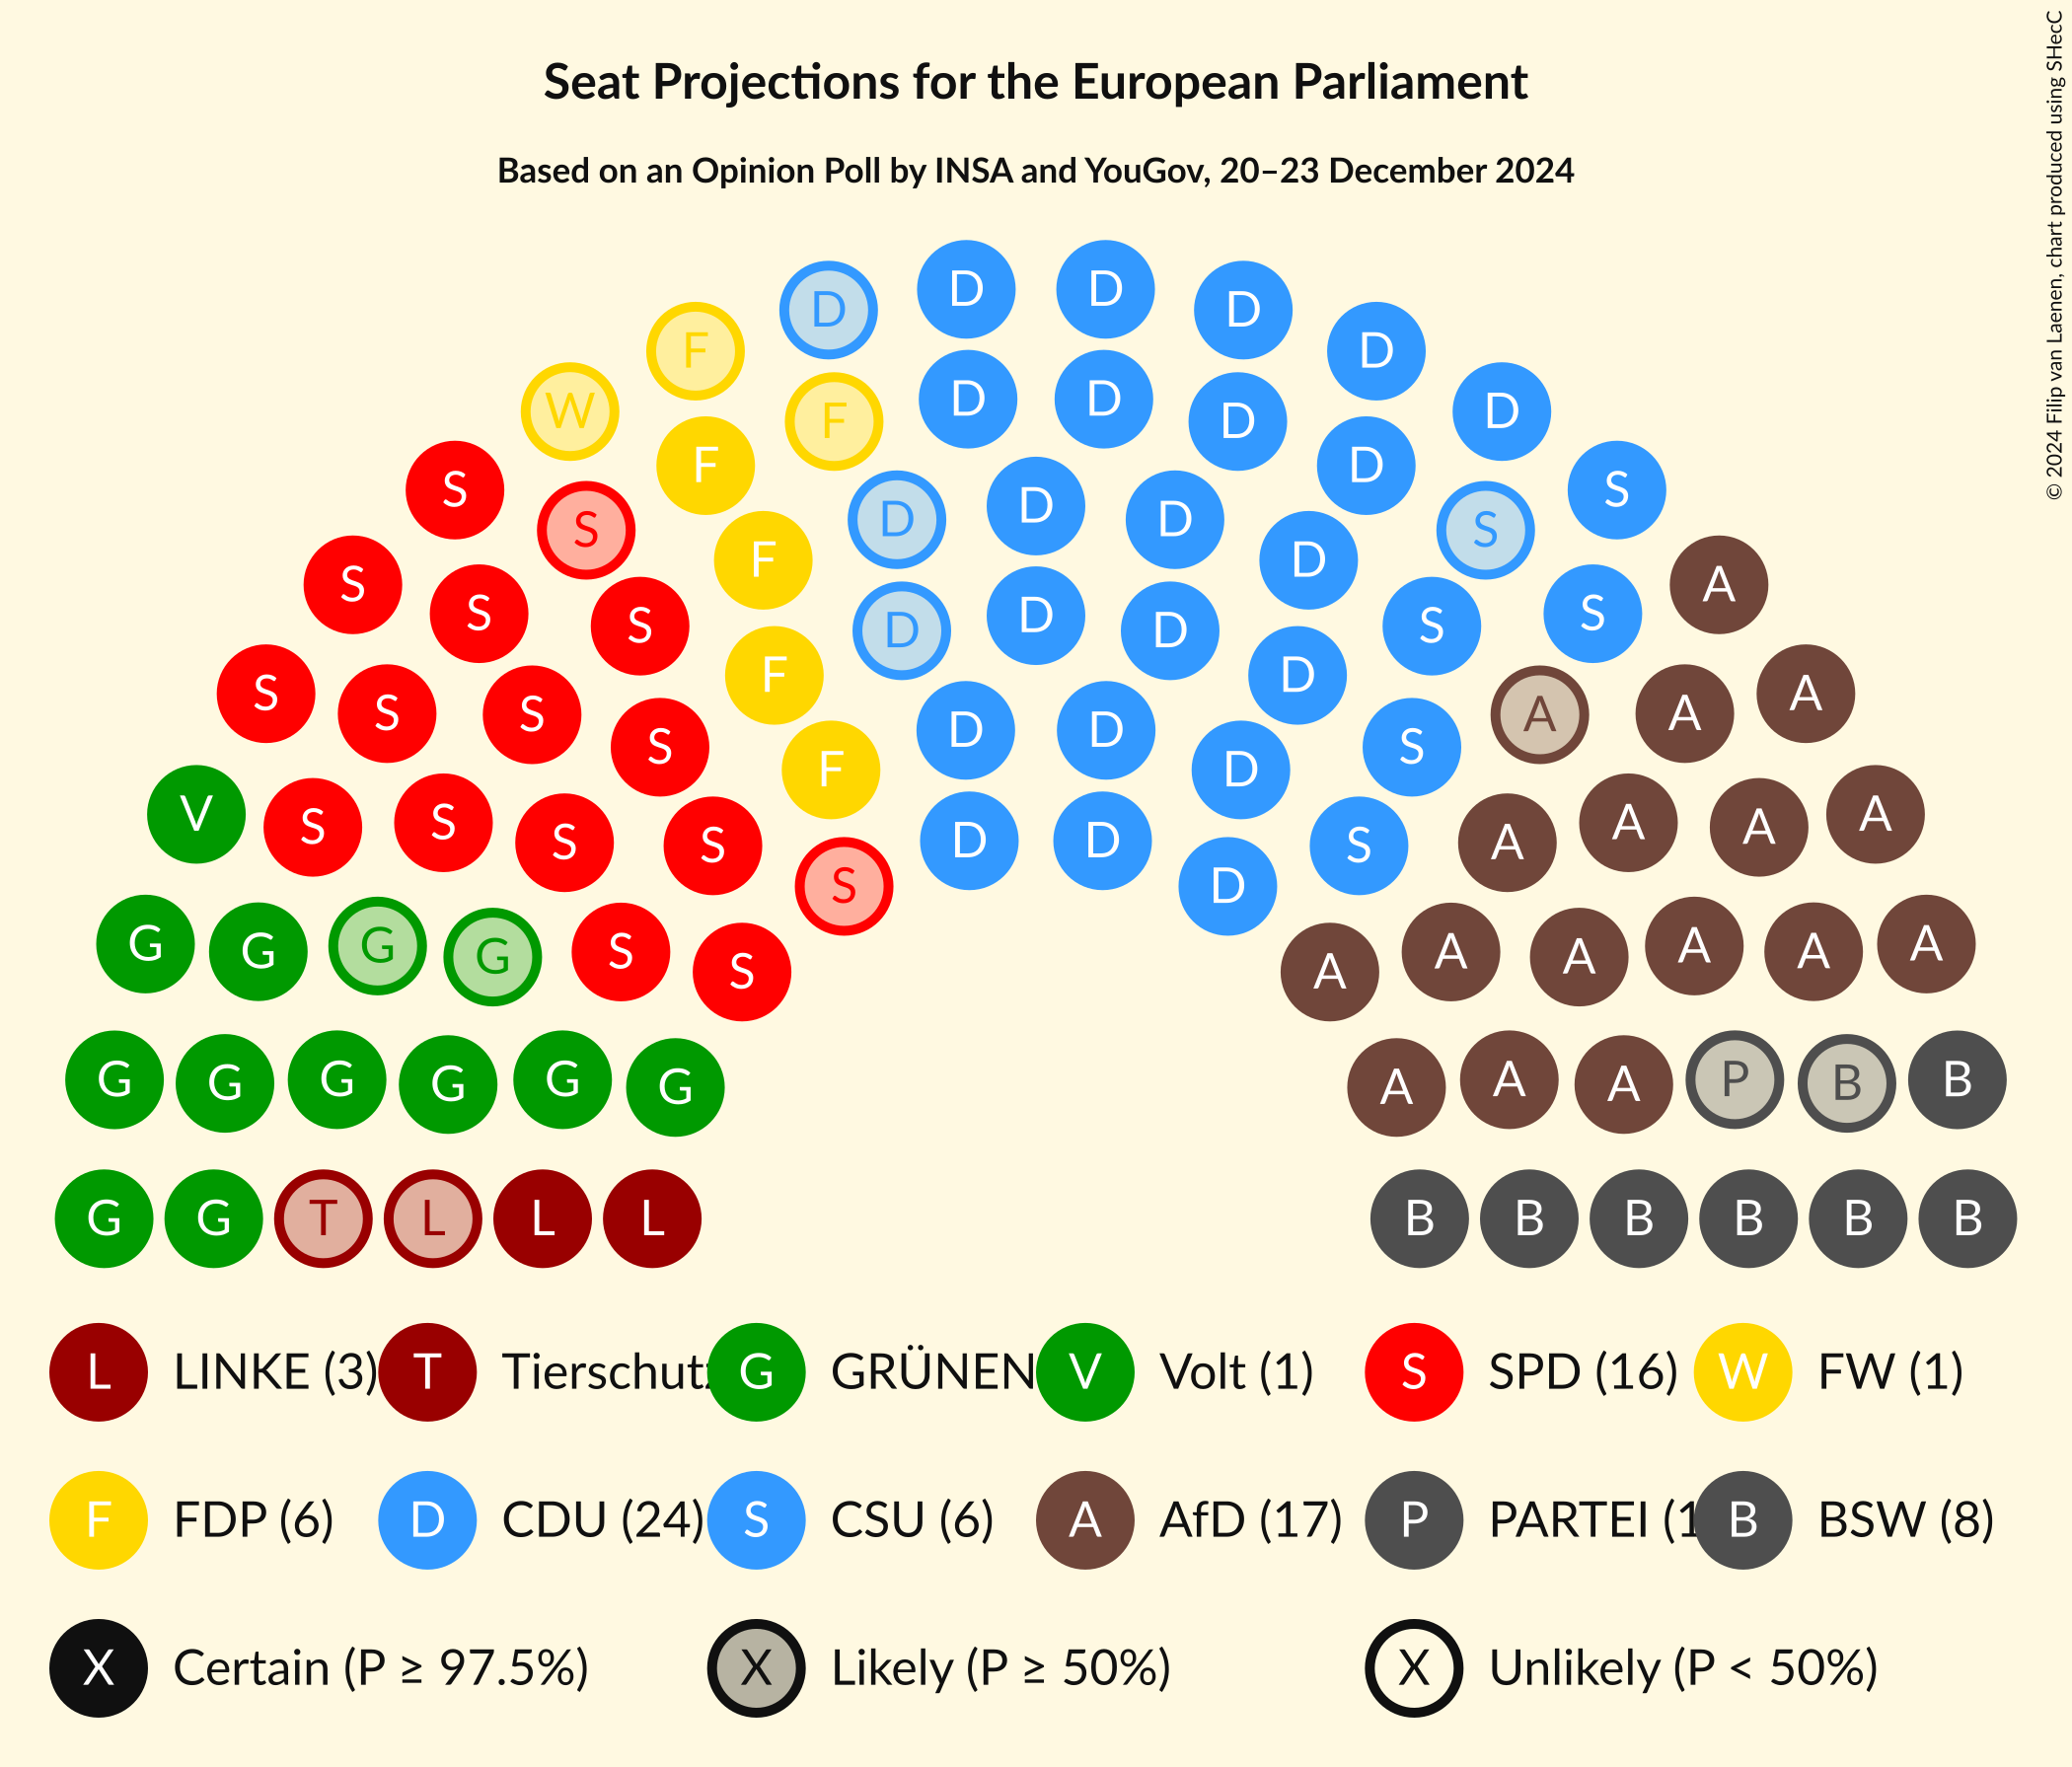 Seat Projections for the European Parliament
Based on an Opinion Poll by INSA and YouGov, 20–23 December 2024
© 2024 Filip van Laenen, chart produced using SHecC
D D D D
F D D
W F D D D D D
S F D D S
S F D D D D S S
S S F D D D D S S A
S S S F D D D D S A A A
V S S S S F D D D S A A A A
G G G G S S S D D D A A A A A A
G G G G G G A A A P B B
G G T L L L B B B B B B
L LINKE (3) T Tierschutz G GRÜNEN V Volt (1) S SPD (16) W FW (1)
F FDP (6) D CDU (24) S CSU (6) A AfD (17) P PARTEI (1 B BSW (8)
X Certain (P ≥ 97.5%) X Likely (P ≥ 50%) X Unlikely (P < 50%)